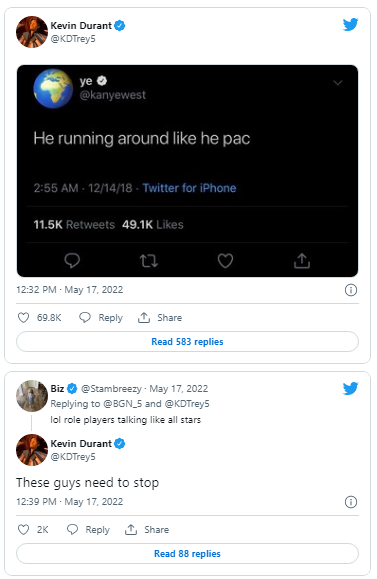 Kevin Durant
@KDTrey5
ye
@kanyewest
He running around like he pac
2:55 AM · 12/14/18 · Twitter for iPhone
11.5K Retweets 49.1K Likes
12:32 PM · May 17, 2022
69.8K Reply Share
Read 583 replies
Biz @Stambreezy · May 17, 2022
Replying to @BGN_5 and @KDTrey5
lol role players talking like all stars
Kevin Durant
@KDTrey5
These guys need to stop
12:39 PM · May 17, 2022
2K Reply Share
Read 88 replies